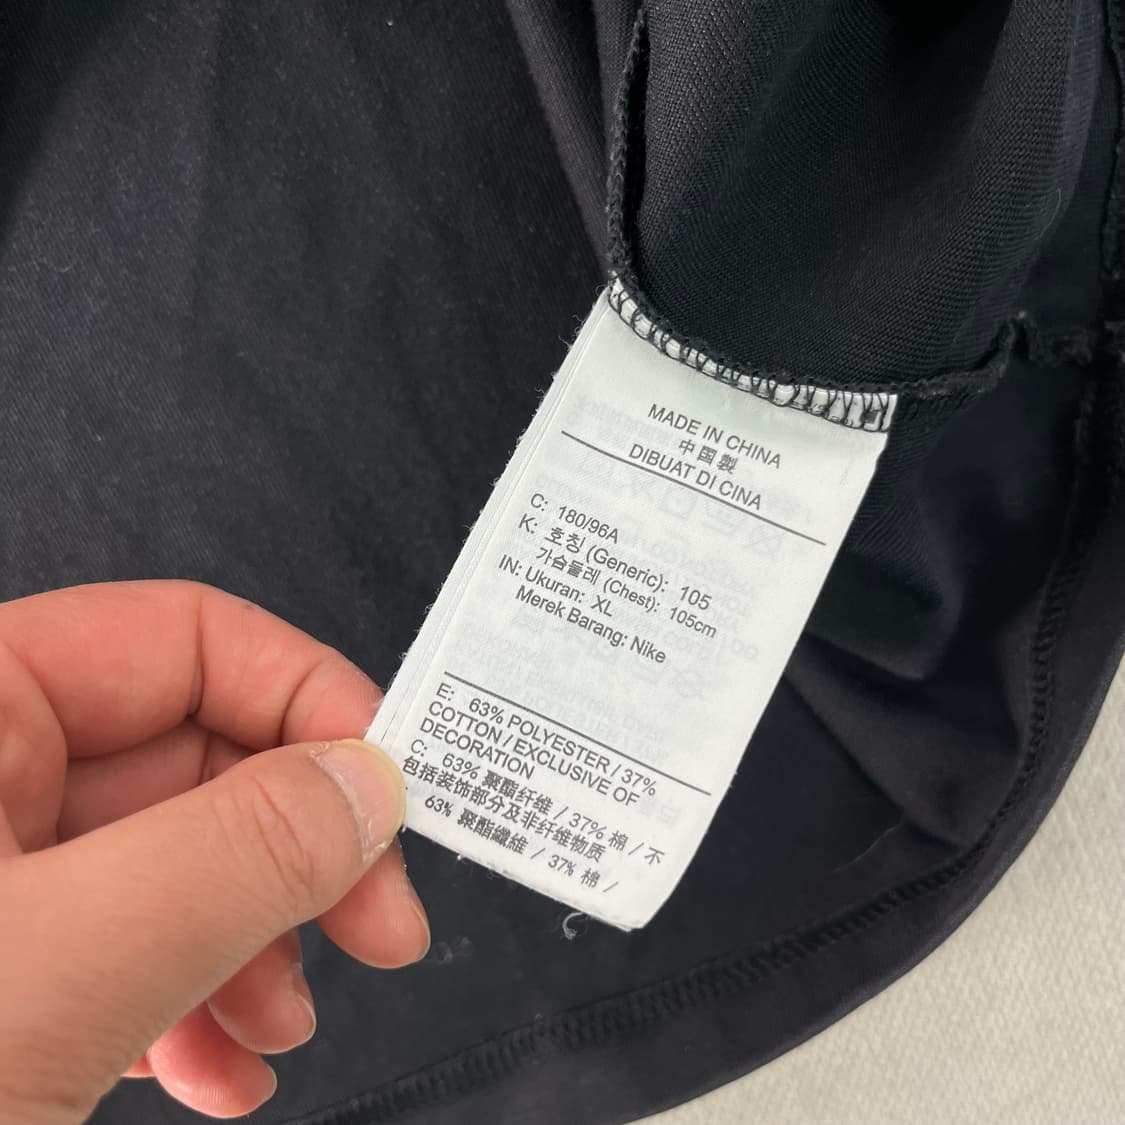 MADE IN CHINA
中国製
DIBUAT DI CINA
C: 180/96A
K: 호칭 (Generic): 105
가슴둘레 (Chest): 105cm
IN: Ukuran: XL
Merek Barang: Nike
E: 63% POLYESTER / 37%
COTTON / EXCLUSIVE OF
DECORATION
C: 63% 聚酯纤维 / 37% 棉 / 不
包括装饰部分及非纤维物质
63% 聚酯纖維 / 37% 棉 /